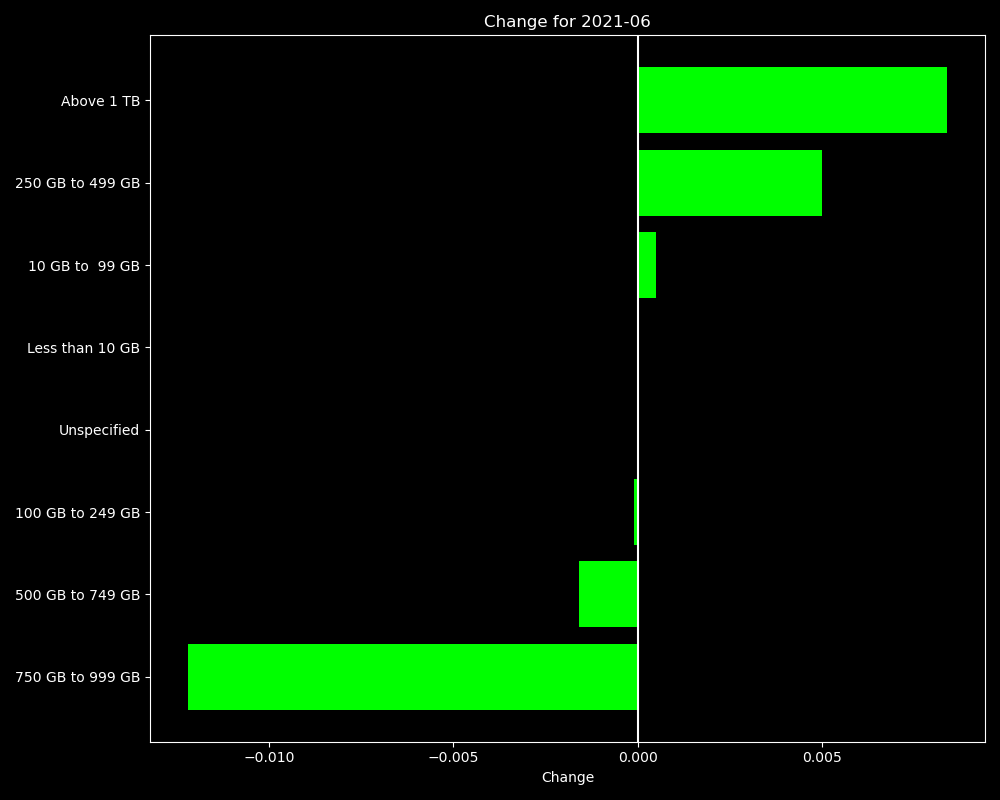 Change for 2021-06
Above 1 TB
250 GB to 499 GB
10 GB to  99 GB
Less than 10 GB
Unspecified
100 GB to 249 GB
500 GB to 749 GB
750 GB to 999 GB
−0.010 −0.005 0.000 0.005
Change